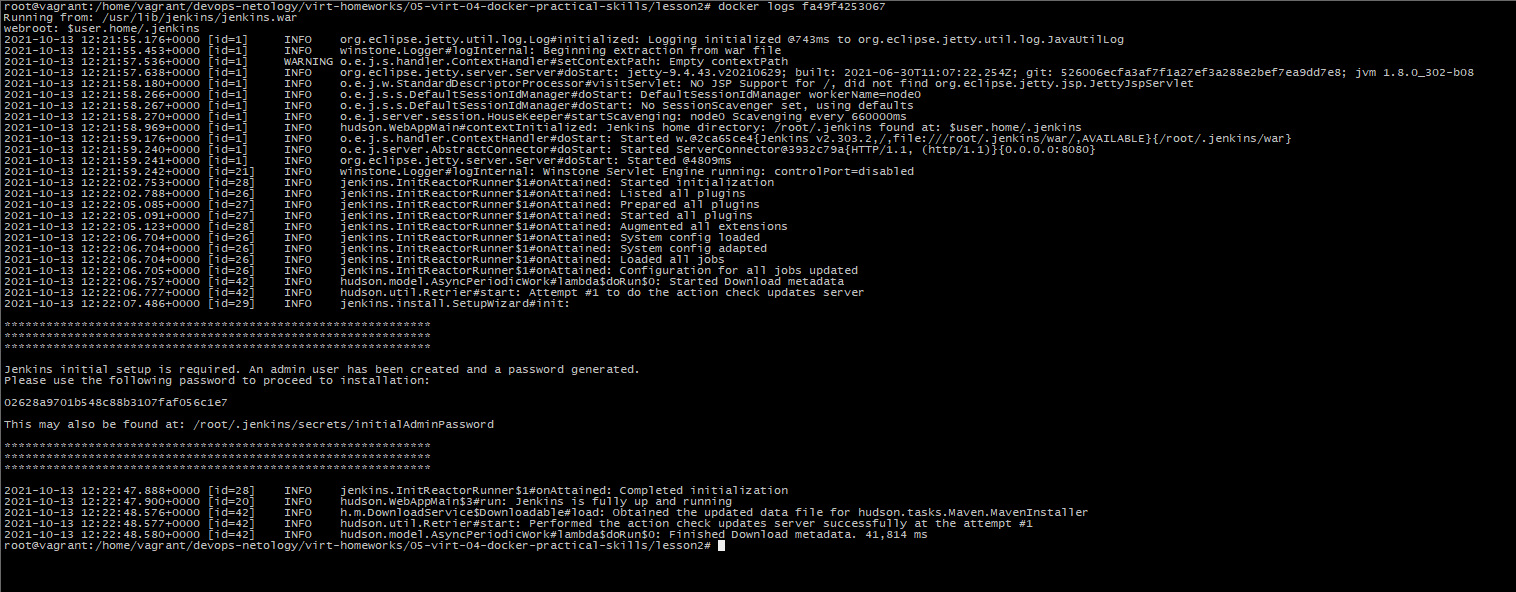 root@vagrant:/home/vagrant/devops-netology/virt-homeworks/05-virt-04-docker-practical-skills/lesson2# docker logs fa49f4253067
Running from: /usr/lib/jenkins/jenkins.war
webroot: $user.home/.jenkins
2021-10-13 12:21:55.176+0000 [id=1]     INFO    org.eclipse.jetty.util.log.Log#initialized: Logging initialized @743ms to org.eclipse.jetty.util.log.JavaUtilLog
2021-10-13 12:21:55.453+0000 [id=1]     INFO    winstone.Logger#logInternal: Beginning extraction from war file
2021-10-13 12:21:57.536+0000 [id=1]     WARNING o.e.j.s.handler.ContextHandler#setContextPath: Empty contextPath
2021-10-13 12:21:57.638+0000 [id=1]     INFO    org.eclipse.jetty.server.Server#doStart: jetty-9.4.43.v20210629; built: 2021-06-30T11:07:22.254Z; git: 526006ecfa3af7f1a27ef3a288e2bef7ea9dd7e8; jvm 1.8.0_302-b08
2021-10-13 12:21:58.180+0000 [id=1]     INFO    o.e.j.w.StandardDescriptorProcessor#visitServlet: NO JSP Support for /, did not find org.eclipse.jetty.jsp.JettyJspServlet
2021-10-13 12:21:58.266+0000 [id=1]     INFO    o.e.j.s.s.DefaultSessionIdManager#doStart: DefaultSessionIdManager workerName=node0
2021-10-13 12:21:58.267+0000 [id=1]     INFO    o.e.j.s.s.DefaultSessionIdManager#doStart: No SessionScavenger set, using defaults
2021-10-13 12:21:58.270+0000 [id=1]     INFO    o.e.j.server.session.HouseKeeper#startScavenging: node0 Scavenging every 660000ms
2021-10-13 12:21:58.969+0000 [id=1]     INFO    hudson.WebAppMain#contextInitialized: Jenkins home directory: /root/.jenkins found at: $user.home/.jenkins
2021-10-13 12:21:59.176+0000 [id=1]     INFO    o.e.j.s.handler.ContextHandler#doStart: Started w.@2ca65ce4{Jenkins v2.303.2,/,file:///root/.jenkins/war/,AVAILABLE}{/root/.jenkins/war}
2021-10-13 12:21:59.240+0000 [id=1]     INFO    o.e.j.server.AbstractConnector#doStart: Started ServerConnector@3932c79a{HTTP/1.1, (http/1.1)}{0.0.0.0:8080}
2021-10-13 12:21:59.241+0000 [id=1]     INFO    org.eclipse.jetty.server.Server#doStart: Started @4809ms
2021-10-13 12:21:59.242+0000 [id=21]    INFO    winstone.Logger#logInternal: Winstone Servlet Engine running: controlPort=disabled
2021-10-13 12:22:02.753+0000 [id=28]    INFO    jenkins.InitReactorRunner$1#onAttained: Started initialization
2021-10-13 12:22:02.788+0000 [id=26]    INFO    jenkins.InitReactorRunner$1#onAttained: Listed all plugins
2021-10-13 12:22:05.085+0000 [id=27]    INFO    jenkins.InitReactorRunner$1#onAttained: Prepared all plugins
2021-10-13 12:22:05.091+0000 [id=27]    INFO    jenkins.InitReactorRunner$1#onAttained: Started all plugins
2021-10-13 12:22:05.123+0000 [id=28]    INFO    jenkins.InitReactorRunner$1#onAttained: Augmented all extensions
2021-10-13 12:22:06.704+0000 [id=26]    INFO    jenkins.InitReactorRunner$1#onAttained: System config loaded
2021-10-13 12:22:06.704+0000 [id=26]    INFO    jenkins.InitReactorRunner$1#onAttained: System config adapted
2021-10-13 12:22:06.704+0000 [id=26]    INFO    jenkins.InitReactorRunner$1#onAttained: Loaded all jobs
2021-10-13 12:22:06.705+0000 [id=26]    INFO    jenkins.InitReactorRunner$1#onAttained: Configuration for all jobs updated
2021-10-13 12:22:06.757+0000 [id=42]    INFO    hudson.model.AsyncPeriodicWork#lambda$doRun$0: Started Download metadata
2021-10-13 12:22:06.777+0000 [id=42]    INFO    hudson.util.Retrier#start: Attempt #1 to do the action check updates server
2021-10-13 12:22:07.486+0000 [id=29]    INFO    jenkins.install.SetupWizard#init:
*************************************************************
*************************************************************
*************************************************************
Jenkins initial setup is required. An admin user has been created and a password generated.
Please use the following password to proceed to installation:
02628a9701b548c88b3107faf056c1e7
This may also be found at: /root/.jenkins/secrets/initialAdminPassword
*************************************************************
*************************************************************
*************************************************************
2021-10-13 12:22:47.888+0000 [id=28]    INFO    jenkins.InitReactorRunner$1#onAttained: Completed initialization
2021-10-13 12:22:47.900+0000 [id=20]    INFO    hudson.WebAppMain$3#run: Jenkins is fully up and running
2021-10-13 12:22:48.576+0000 [id=42]    INFO    h.m.DownloadService$Downloadable#load: Obtained the updated data file for hudson.tasks.Maven.MavenInstaller
2021-10-13 12:22:48.577+0000 [id=42]    INFO    hudson.util.Retrier#start: Performed the action check updates server successfully at the attempt #1
2021-10-13 12:22:48.580+0000 [id=42]    INFO    hudson.model.AsyncPeriodicWork#lambda$doRun$0: Finished Download metadata. 41,814 ms
root@vagrant:/home/vagrant/devops-netology/virt-homeworks/05-virt-04-docker-practical-skills/lesson2#